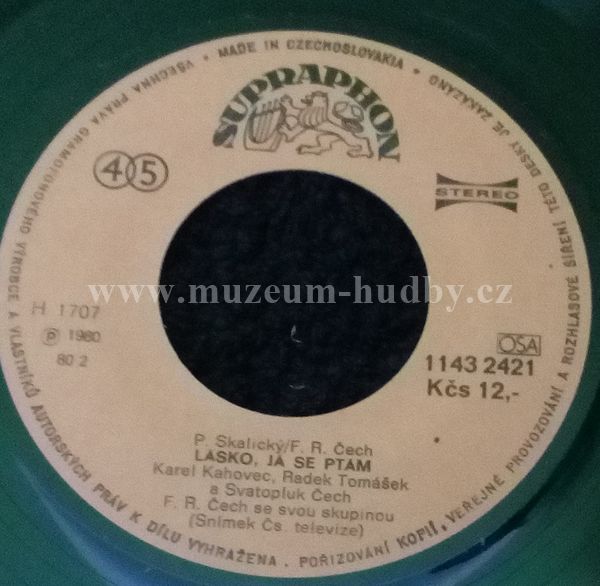 VŠECHNA PRÁVA GRAMOFONOVÉHO VÝROBCE A VLASTNÍKŮ AUTORSKÝCH PRÁV K DÍLU VYHRAŽENA. POŘIZOVÁNÍ KOPIÍ, VEŘEJNÉ PROVOZOVÁNÍ A ROZHLASOVÉ ŠÍŘENÍ TÉTO DESKY JE ZAKÁZÁNO
• MADE IN CZECHOSLOVAKIA •
SUPRAPHON
45
STEREO
www.muzeum-hudby.cz
H 1707
Ⓟ 1980
80 2
OSA
1143 2421
Kčs 12,-
P. Skalický/F. R. Čech
LÁSKO, JÁ SE PTÁM
Karel Kahovec, Radek Tomášek
a Svatopluk Čech
F. R. Čech se svou skupinou
(Snímek Čs. televize)